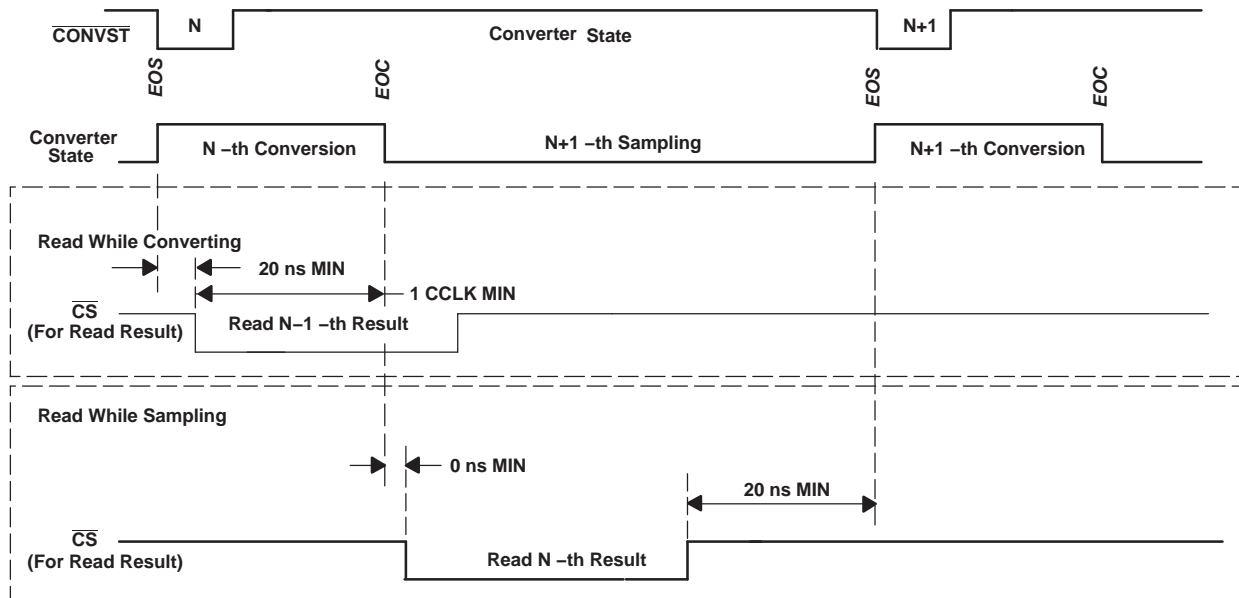 CONVST
N
Converter State
N+1
EOS
EOC
EOS
EOC
Converter
State
N –th Conversion
N+1 –th Sampling
N+1 –th Conversion
Read While Converting
20 ns MIN
1 CCLK MIN
CS
(For Read Result)
Read N–1 –th Result
Read While Sampling
0 ns MIN
20 ns MIN
CS
(For Read Result)
Read N –th Result